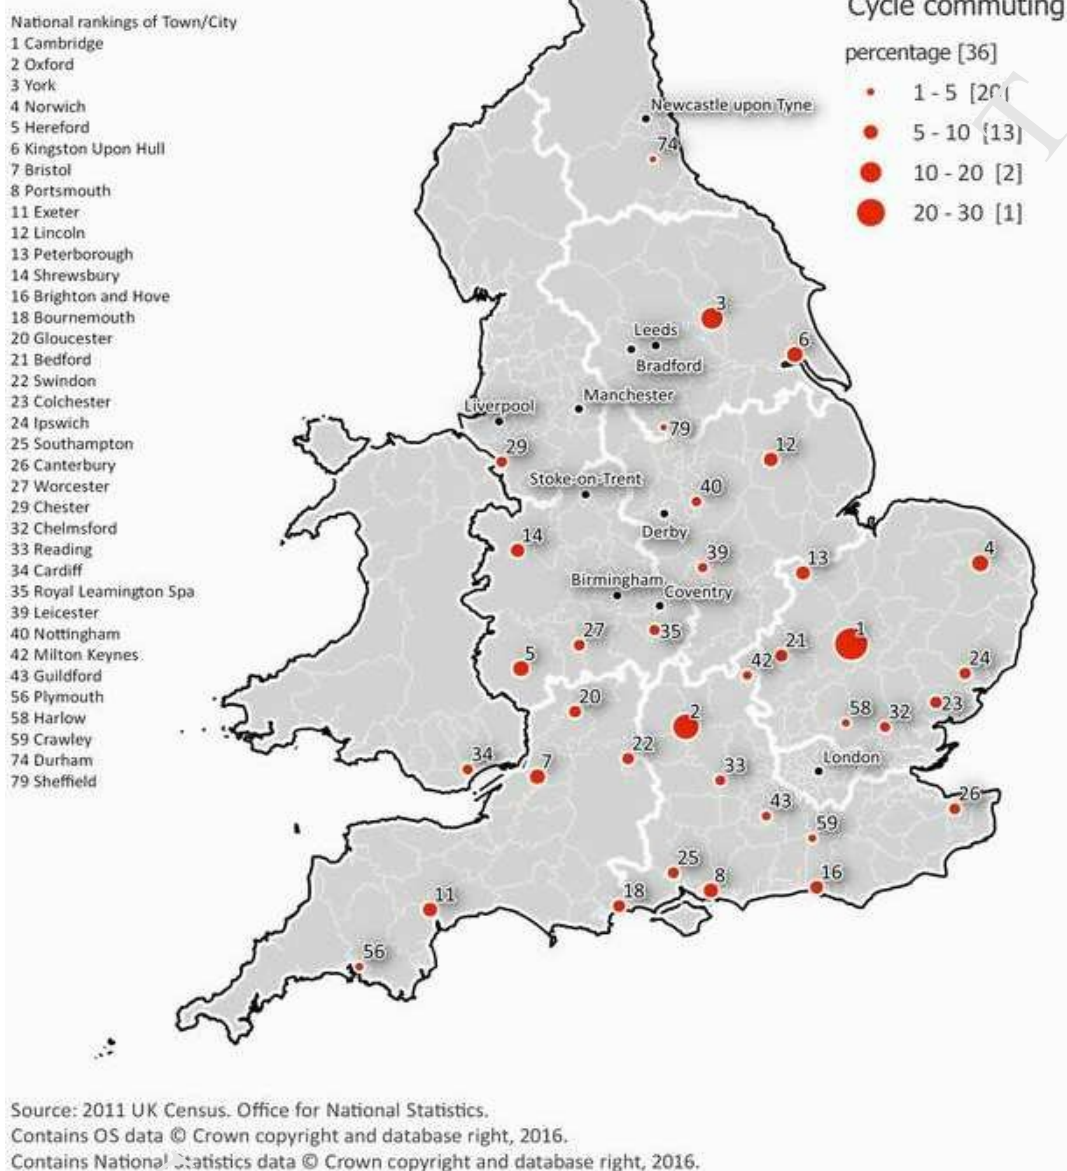 National rankings of Town/City
1 Cambridge
2 Oxford
3 York
4 Norwich
5 Hereford
6 Kingston Upon Hull
7 Bristol
8 Portsmouth
11 Exeter
12 Lincoln
13 Peterborough
14 Shrewsbury
16 Brighton and Hove
18 Bournemouth
20 Gloucester
21 Bedford
22 Swindon
23 Colchester
24 Ipswich
25 Southampton
26 Canterbury
27 Worcester
29 Chester
32 Chelmsford
33 Reading
34 Cardiff
35 Royal Leamington Spa
39 Leicester
40 Nottingham
42 Milton Keynes
43 Guildford
56 Plymouth
58 Harlow
59 Crawley
74 Durham
79 Sheffield
Cycle commuting
percentage [36]
1 - 5
5 - 10 [13]
10 - 20 [2]
20 - 30 [1]
Newcastle upon Tyne
74
3
Leeds
6
Bradford
Manchester
Liverpool
79
12
29
Stoke-on-Trent
40
Derby
14
39
13
4
Birmingham
Coventry
27
35
21
1
5
42
24
20
2
58
32
23
22
London
34
7
33
26
43
59
25
8
16
18
11
56
Source: 2011 UK Census. Office for National Statistics.
Contains OS data © Crown copyright and database right, 2016.
Contains National Statistics data © Crown copyright and database right, 2016.